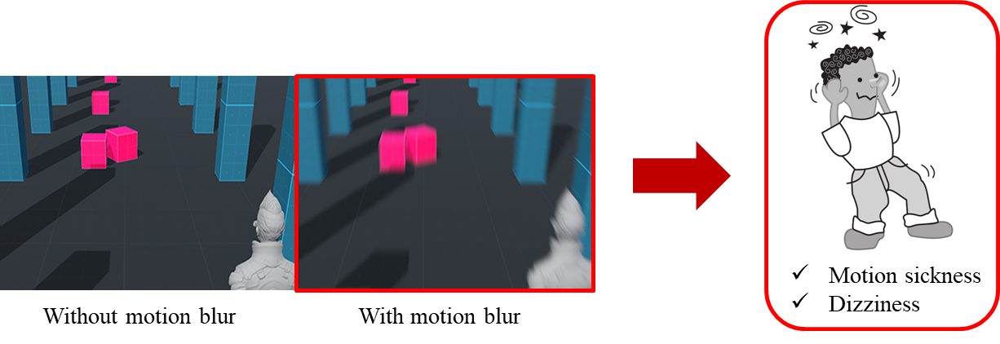 Without motion blur
With motion blur
✓ Motion sickness
✓ Dizziness